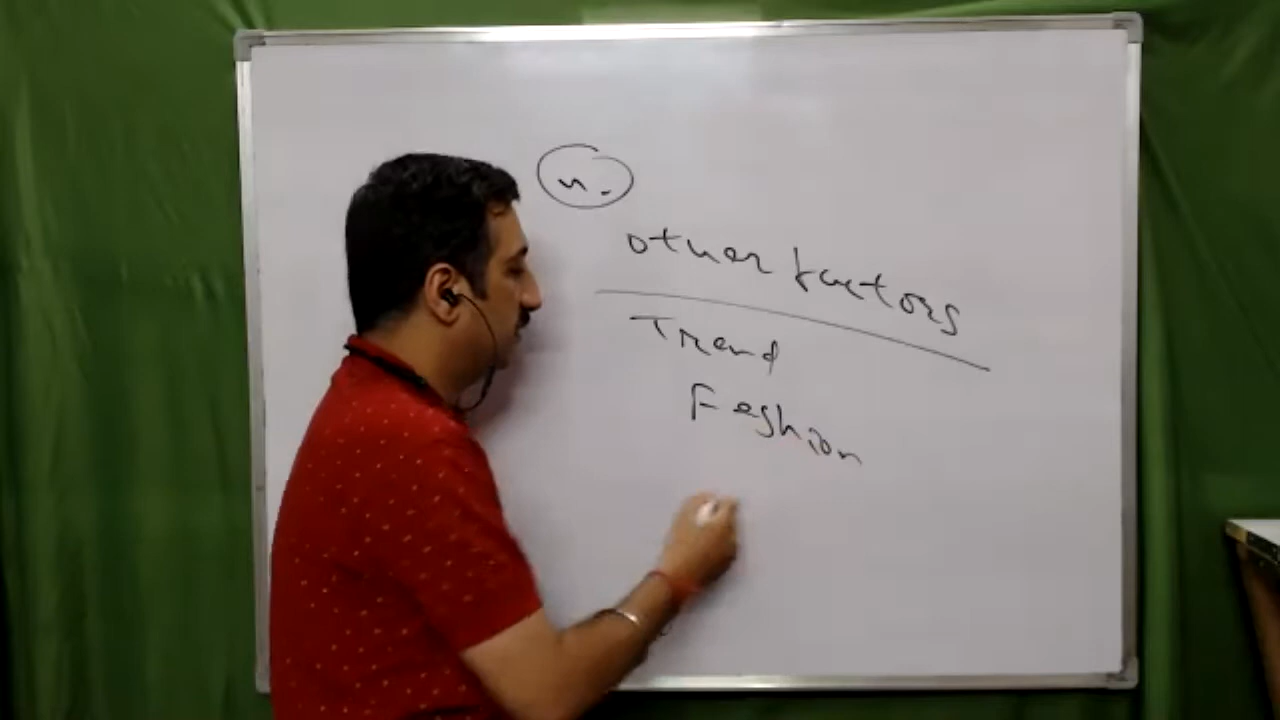 n.
other factors
Trend
Fashion